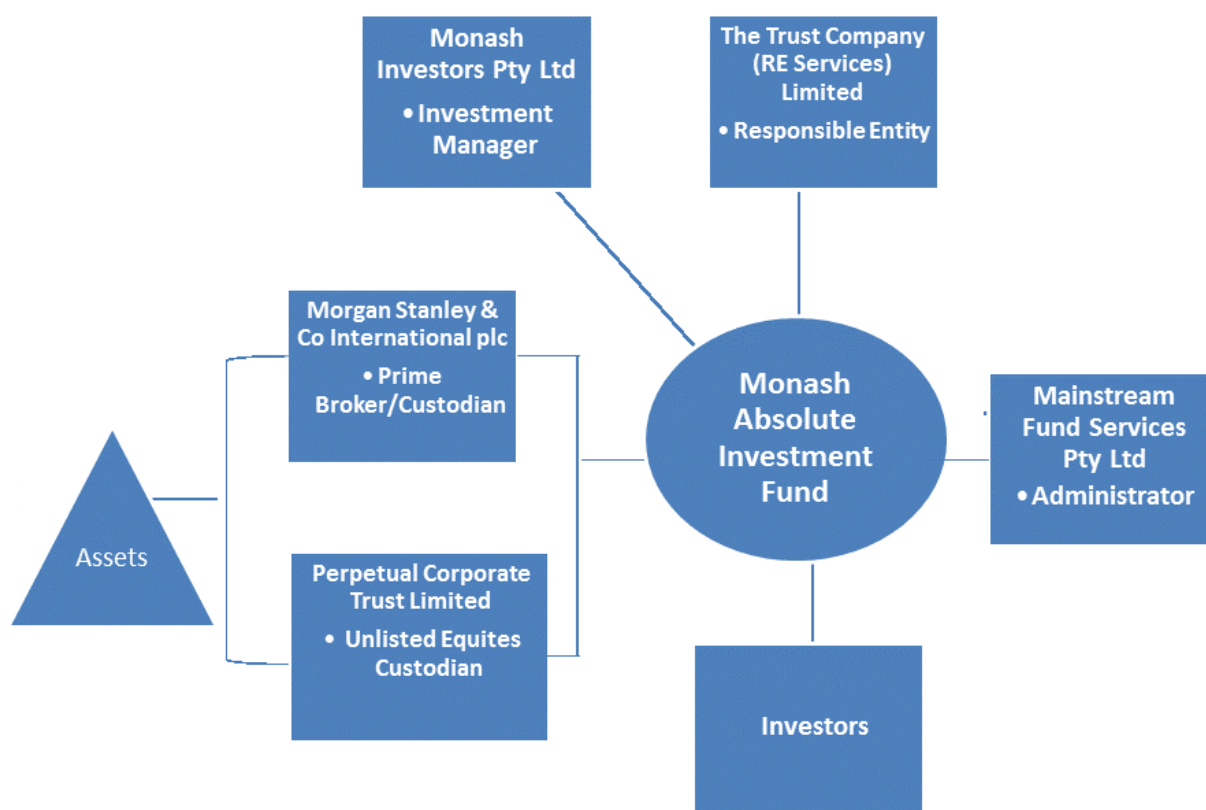 Monash
Investors Pty Ltd
• Investment
Manager
The Trust Company
(RE Services)
Limited
• Responsible Entity
Morgan Stanley &
Co International plc
• Prime
Broker/Custodian
Monash
Absolute
Investment
Fund
Mainstream
Fund Services
Pty Ltd
• Administrator
Assets
Perpetual Corporate
Trust Limited
• Unlisted Equites
Custodian
Investors